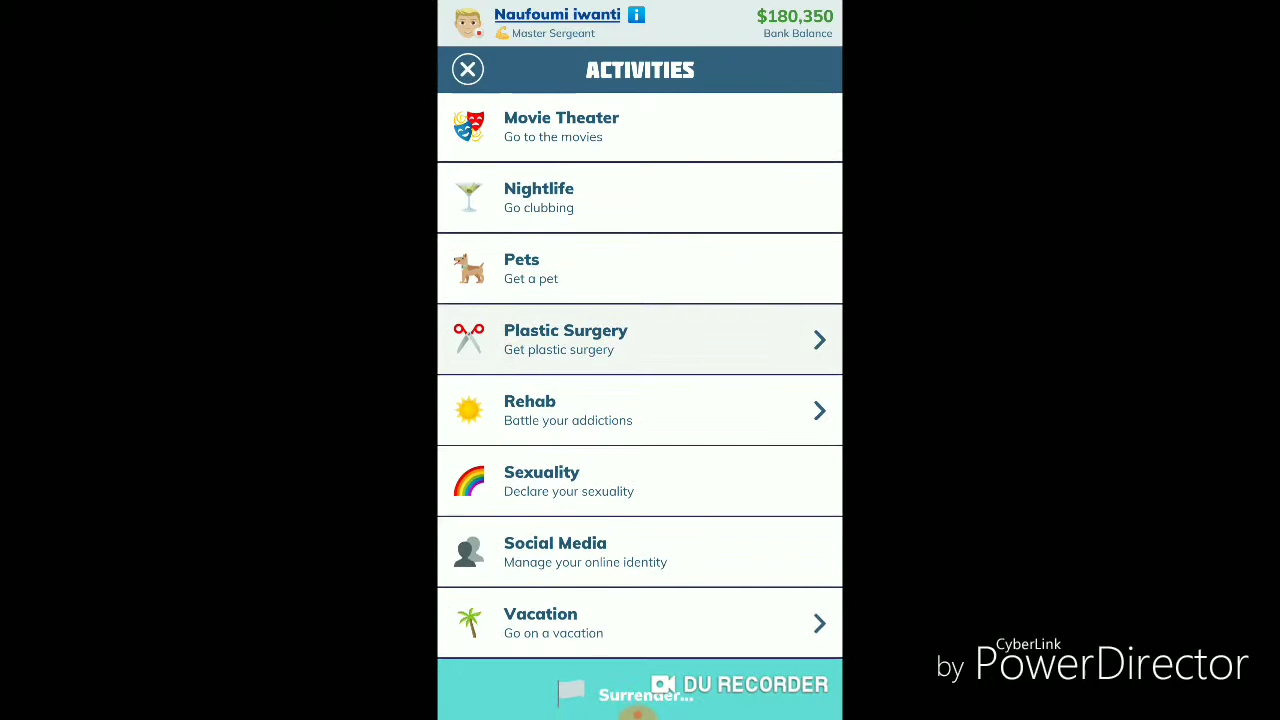 Naufoumi iwanti
$180,350
Master Sergeant
Bank Balance
ACTIVITIES
Movie Theater
Go to the movies
Nightlife
Go clubbing
Pets
Get a pet
Plastic Surgery
Get plastic surgery
Rehab
Battle your addictions
Sexuality
Declare your sexuality
Social Media
Manage your online identity
Vacation
Go on a vacation
Surrender...
DU RECORDER
CyberLink
by PowerDirector